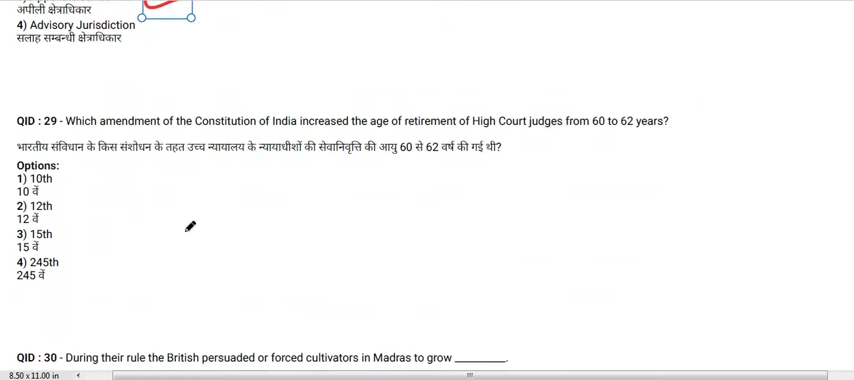 अपीली क्षेत्राधिकार
4) Advisory Jurisdiction
सलाह सम्बन्धी क्षेत्राधिकार
QID : 29 - Which amendment of the Constitution of India increased the age of retirement of High Court judges from 60 to 62 years?
भारतीय संविधान के किस संशोधन के तहत उच्च न्यायालय के न्यायाधीशों की सेवानिवृत्ति की आयु 60 से 62 वर्ष की गई थी?
Options:
1) 10th
10 वें
2) 12th
12 वें
3) 15th
15 वें
4) 245th
245 वें
QID : 30 - During their rule the British persuaded or forced cultivators in Madras to grow _________.
8.50 x 11.00 in